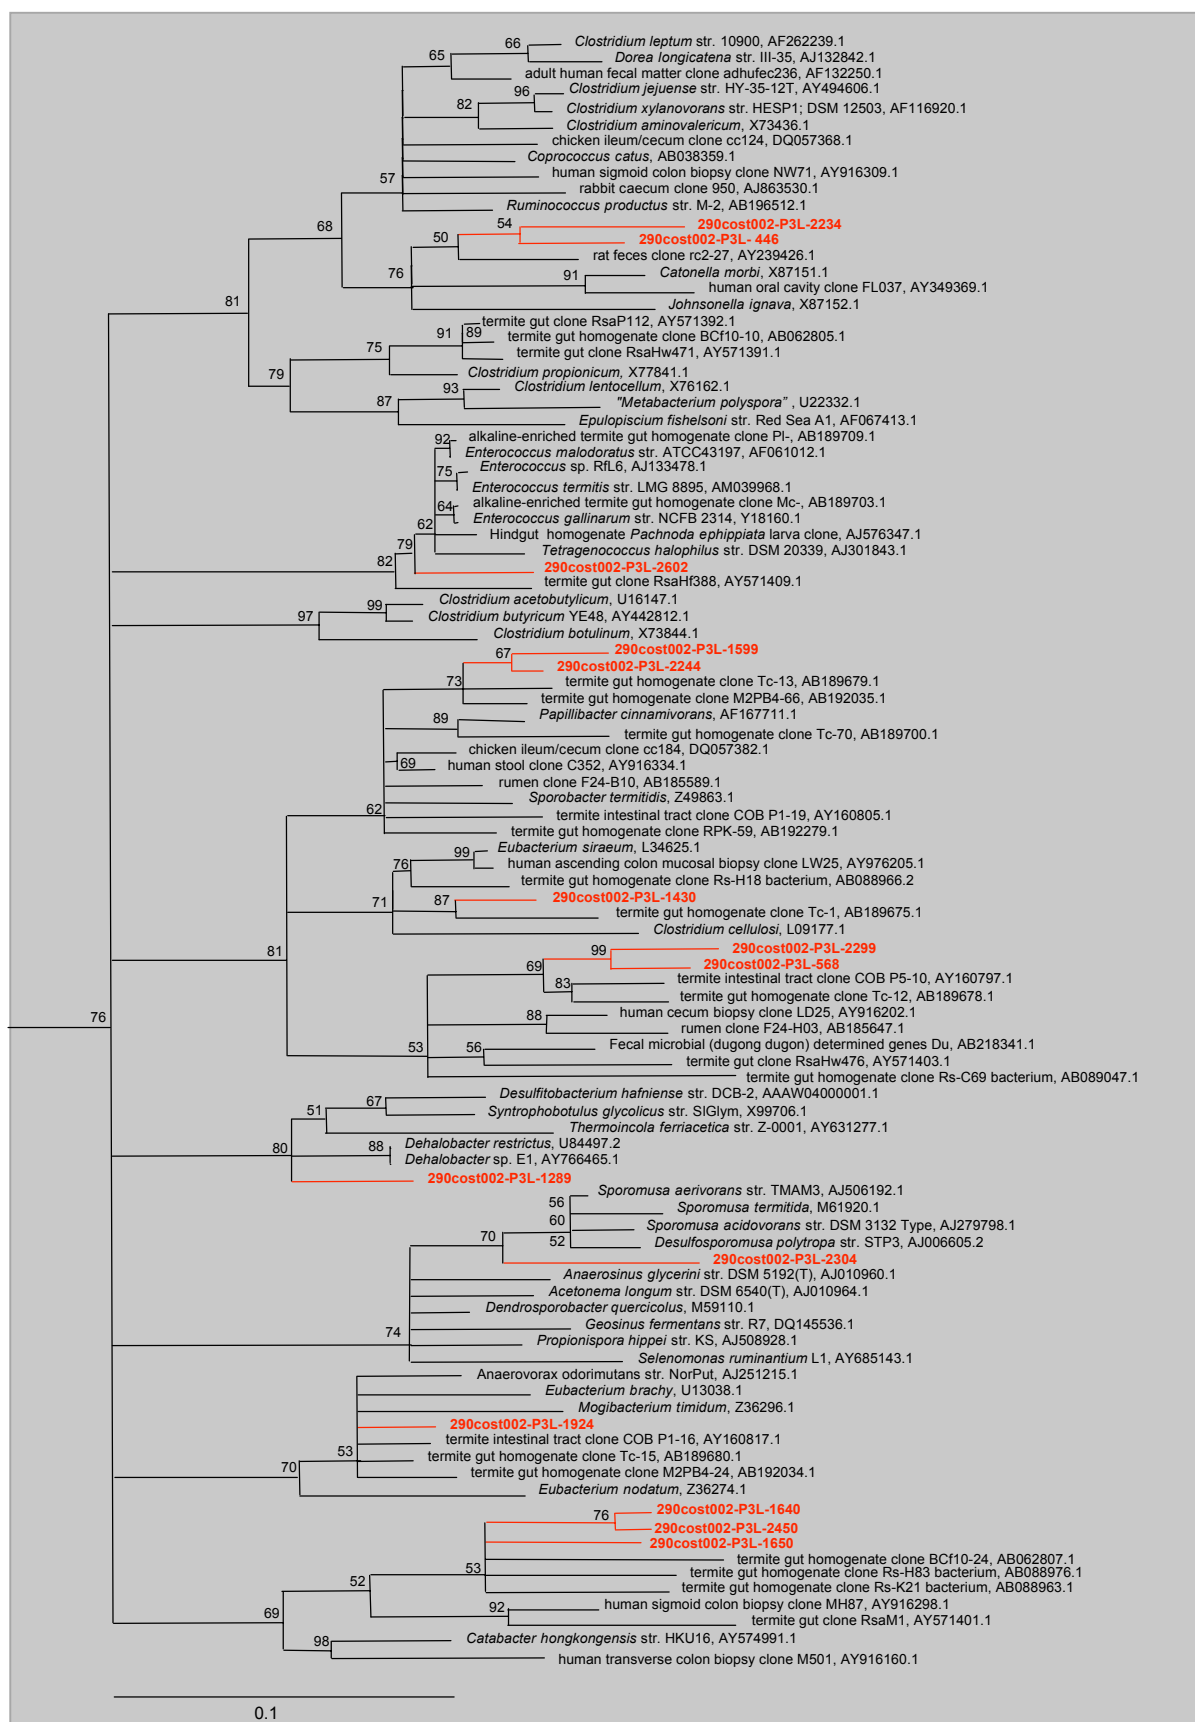 66
Clostridium leptum str. 10900, AF262239.1
65
Dorea longicatena str. III-35, AJ132842.1
adult human fecal matter clone adhufec236, AF132250.1
96
Clostridium jejuense str. HY-35-12T, AY494606.1
82
Clostridium xylanovorans str. HESP1; DSM 12503, AF116920.1
Clostridium aminovalericum, X73436.1
chicken ileum/cecum clone cc124, DQ057368.1
Coprococcus catus, AB038359.1
57
human sigmoid colon biopsy clone NW71, AY916309.1
rabbit caecum clone 950, AJ863530.1
Ruminococcus productus str. M-2, AB196512.1
68
54
290cost002-P3L-2234
50
290cost002-P3L- 446
rat feces clone rc2-27, AY239426.1
76
91
Catonella morbi, X87151.1
human oral cavity clone FL037, AY349369.1
81
Johnsonella ignava, X87152.1
termite gut clone RsaP112, AY571392.1
91
89
termite gut homogenate clone BCf10-10, AB062805.1
75
termite gut clone RsaHw471, AY571391.1
79
Clostridium propionicum, X77841.1
93
Clostridium lentocellum, X76162.1
87
"Metabacterium polyspora” , U22332.1
Epulopiscium fishelsoni str. Red Sea A1, AF067413.1
92
alkaline-enriched termite gut homogenate clone Pl-, AB189709.1
Enterococcus malodoratus str. ATCC43197, AF061012.1
75
Enterococcus sp. RfL6, AJ133478.1
Enterococcus termitis str. LMG 8895, AM039968.1
64
alkaline-enriched termite gut homogenate clone Mc-, AB189703.1
Enterococcus gallinarum str. NCFB 2314, Y18160.1
62
Hindgut homogenate Pachnoda ephippiata larva clone, AJ576347.1
79
Tetragenococcus halophilus str. DSM 20339, AJ301843.1
82
290cost002-P3L-2602
termite gut clone RsaHf388, AY571409.1
99
Clostridium acetobutylicum, U16147.1
97
Clostridium butyricum YE48, AY442812.1
Clostridium botulinum, X73844.1
67
290cost002-P3L-1599
290cost002-P3L-2244
73
termite gut homogenate clone Tc-13, AB189679.1
termite gut homogenate clone M2PB4-66, AB192035.1
89
Papillibacter cinnamivorans, AF167711.1
termite gut homogenate clone Tc-70, AB189700.1
chicken ileum/cecum clone cc184, DQ057382.1
69
human stool clone C352, AY916334.1
rumen clone F24-B10, AB185589.1
Sporobacter termitidis, Z49863.1
62
termite intestinal tract clone COB P1-19, AY160805.1
termite gut homogenate clone RPK-59, AB192279.1
99
Eubacterium siraeum, L34625.1
76
human ascending colon mucosal biopsy clone LW25, AY976205.1
termite gut homogenate clone Rs-H18 bacterium, AB088966.2
71
87
290cost002-P3L-1430
termite gut homogenate clone Tc-1, AB189675.1
Clostridium cellulosi, L09177.1
81
99
290cost002-P3L-2299
69
290cost002-P3L-568
83
termite intestinal tract clone COB P5-10, AY160797.1
termite gut homogenate clone Tc-12, AB189678.1
88
human cecum biopsy clone LD25, AY916202.1
76
rumen clone F24-H03, AB185647.1
53
56
Fecal microbial (dugong dugon) determined genes Du, AB218341.1
termite gut clone RsaHw476, AY571403.1
termite gut homogenate clone Rs-C69 bacterium, AB089047.1
67
Desulfitobacterium hafniense str. DCB-2, AAAW04000001.1
51
Syntrophobotulus glycolicus str. SlGlym, X99706.1
Thermoincola ferriacetica str. Z-0001, AY631277.1
80
88
Dehalobacter restrictus, U84497.2
Dehalobacter sp. E1, AY766465.1
290cost002-P3L-1289
Sporomusa aerivorans str. TMAM3, AJ506192.1
56
Sporomusa termitida, M61920.1
60
Sporomusa acidovorans str. DSM 3132 Type, AJ279798.1
70
52
Desulfosporomusa polytropa str. STP3, AJ006605.2
290cost002-P3L-2304
Anaerosinus glycerini str. DSM 5192(T), AJ010960.1
Acetonema longum str. DSM 6540(T), AJ010964.1
Dendrosporobacter quercicolus, M59110.1
74
Geosinus fermentans str. R7, DQ145536.1
Propionispora hippei str. KS, AJ508928.1
Selenomonas ruminantium L1, AY685143.1
Anaerovorax odorimutans str. NorPut, AJ251215.1
Eubacterium brachy, U13038.1
Mogibacterium timidum, Z36296.1
290cost002-P3L-1924
termite intestinal tract clone COB P1-16, AY160817.1
53
termite gut homogenate clone Tc-15, AB189680.1
70
termite gut homogenate clone M2PB4-24, AB192034.1
Eubacterium nodatum, Z36274.1
76
290cost002-P3L-1640
290cost002-P3L-2450
290cost002-P3L-1650
termite gut homogenate clone BCf10-24, AB062807.1
53
termite gut homogenate clone Rs-H83 bacterium, AB088976.1
52
termite gut homogenate clone Rs-K21 bacterium, AB088963.1
92
human sigmoid colon biopsy clone MH87, AY916298.1
69
termite gut clone RsaM1, AY571401.1
98
Catabacter hongkongensis str. HKU16, AY574991.1
human transverse colon biopsy clone M501, AY916160.1
0.1